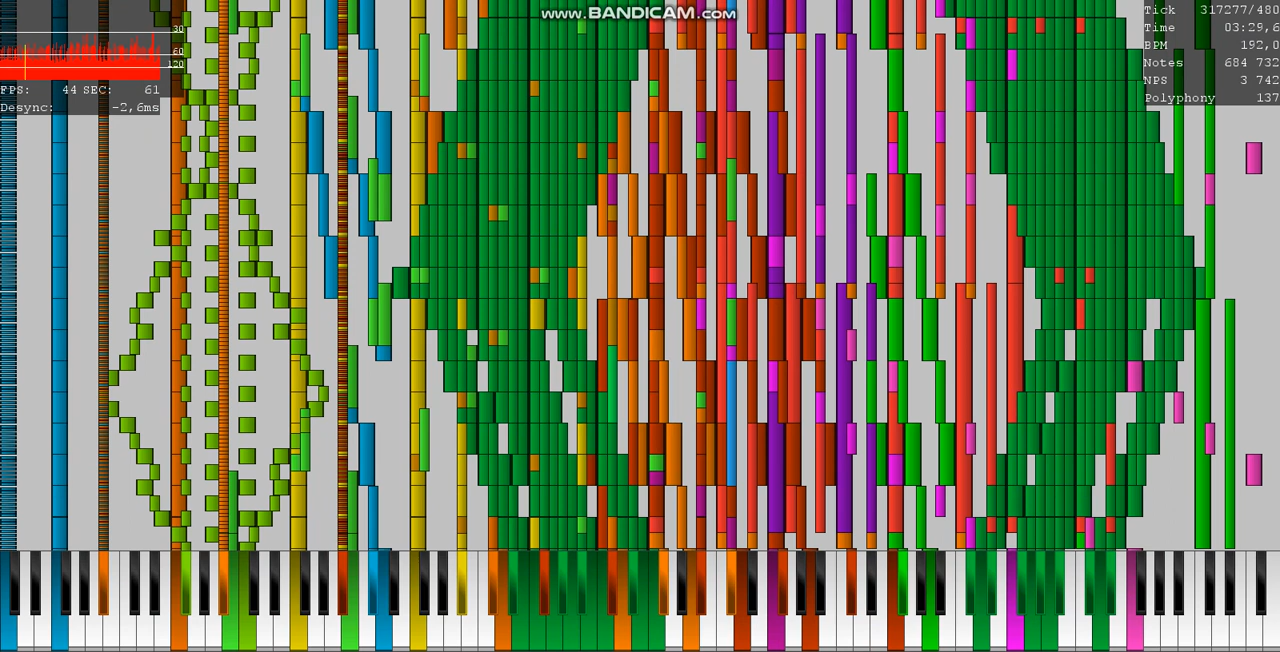 www.BANDICAM.com
Tick 317277/480
30
Time 03:29,6
60
BPM 192,0
120
Notes 684 732
NPS 3 742
FPS: 44 SEC: 61
Polyphony 137
Desync: -2,6ms